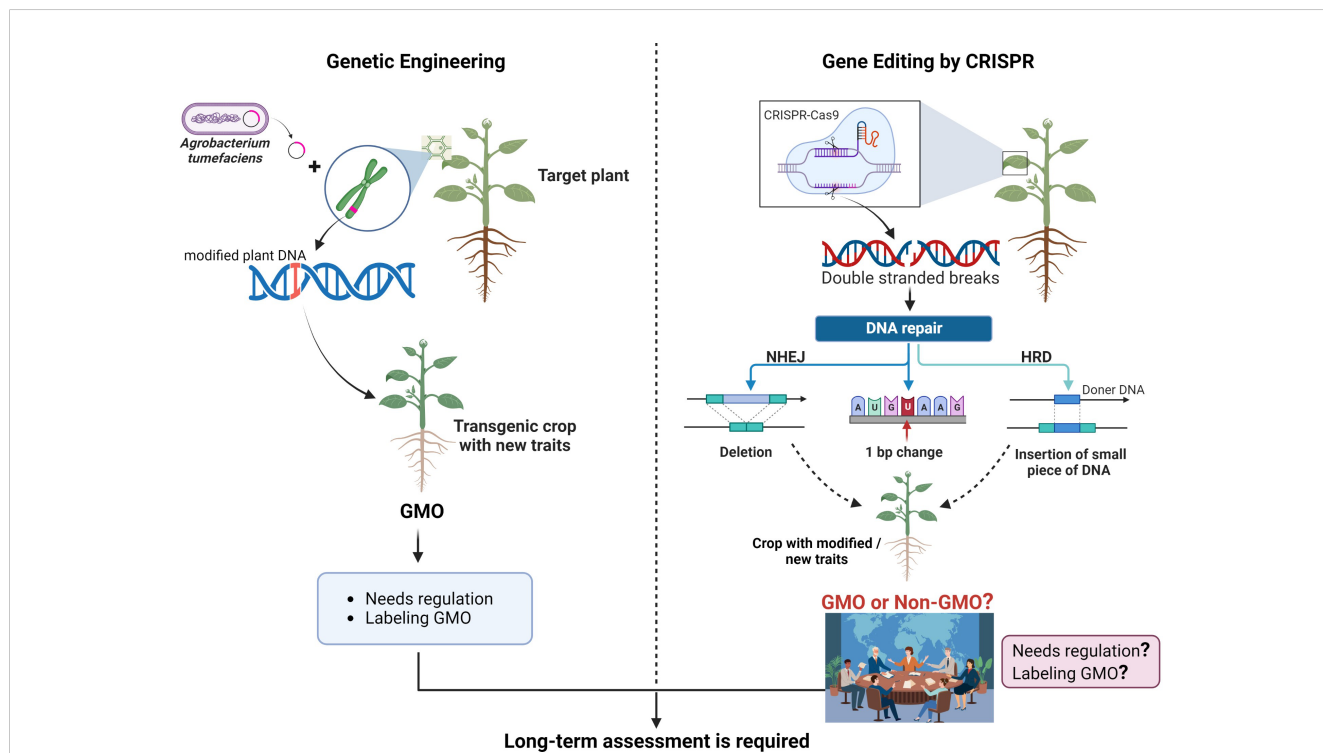 Genetic Engineering
Agrobacterium
tumefaciens
+
Target plant
modified plant DNA
Transgenic crop
with new traits
GMO
• Needs regulation
• Labeling GMO
Gene Editing by CRISPR
CRISPR-Cas9
Double stranded breaks
DNA repair
NHEJ
HRD
Doner DNA
A U G U A A G
Deletion
1 bp change
Insertion of small
piece of DNA
Crop with modified /
new traits
GMO or Non-GMO?
Needs regulation?
Labeling GMO?
Long-term assessment is required